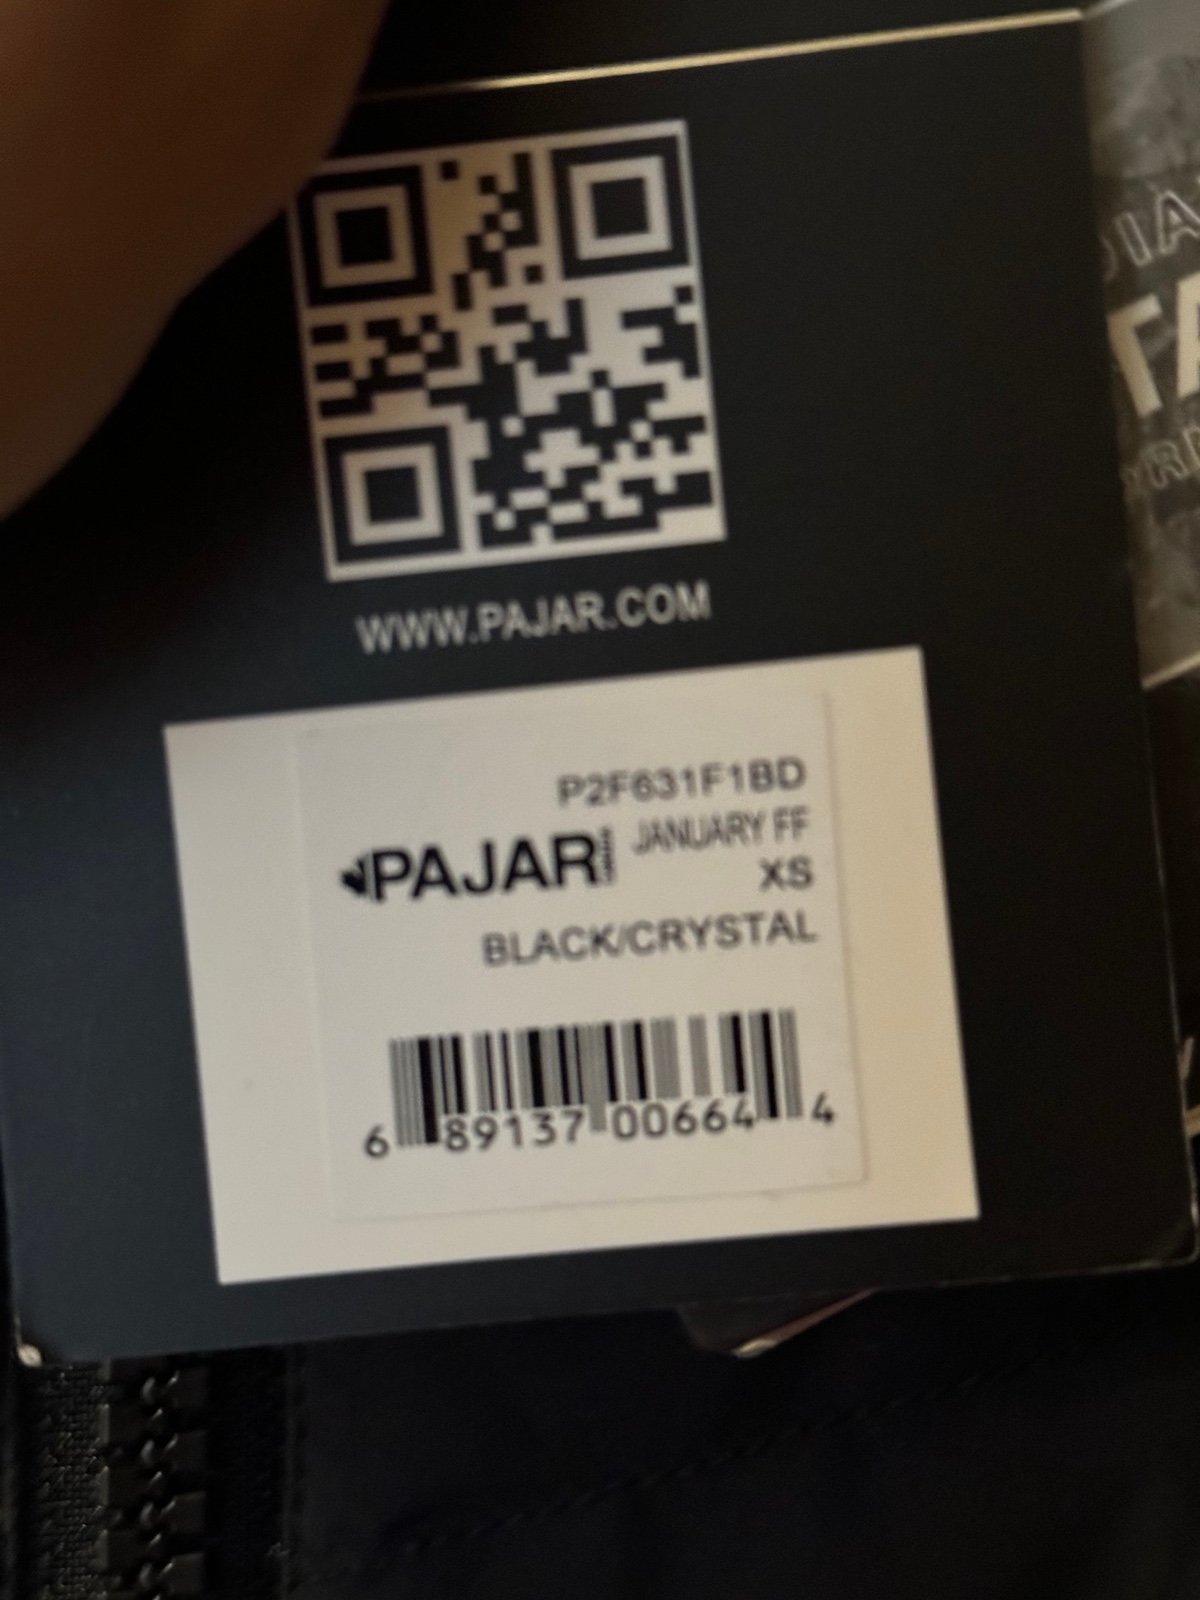 WWW.PAJAR.COM
P2F631F1BD
PAJAR
JANUARY FF
XS
BLACK/CRYSTAL
6 89137 00664 4